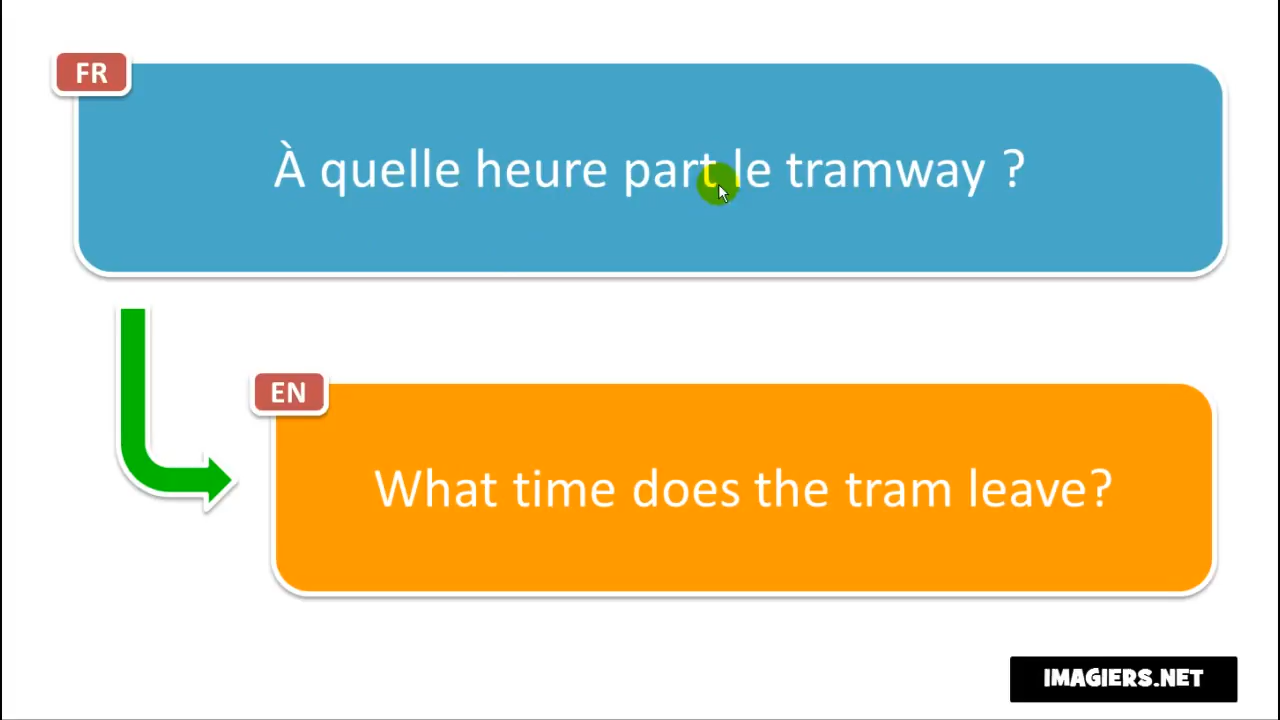 FR
À quelle heure part le tramway ?
EN
What time does the tram leave?
IMAGIERS.NET